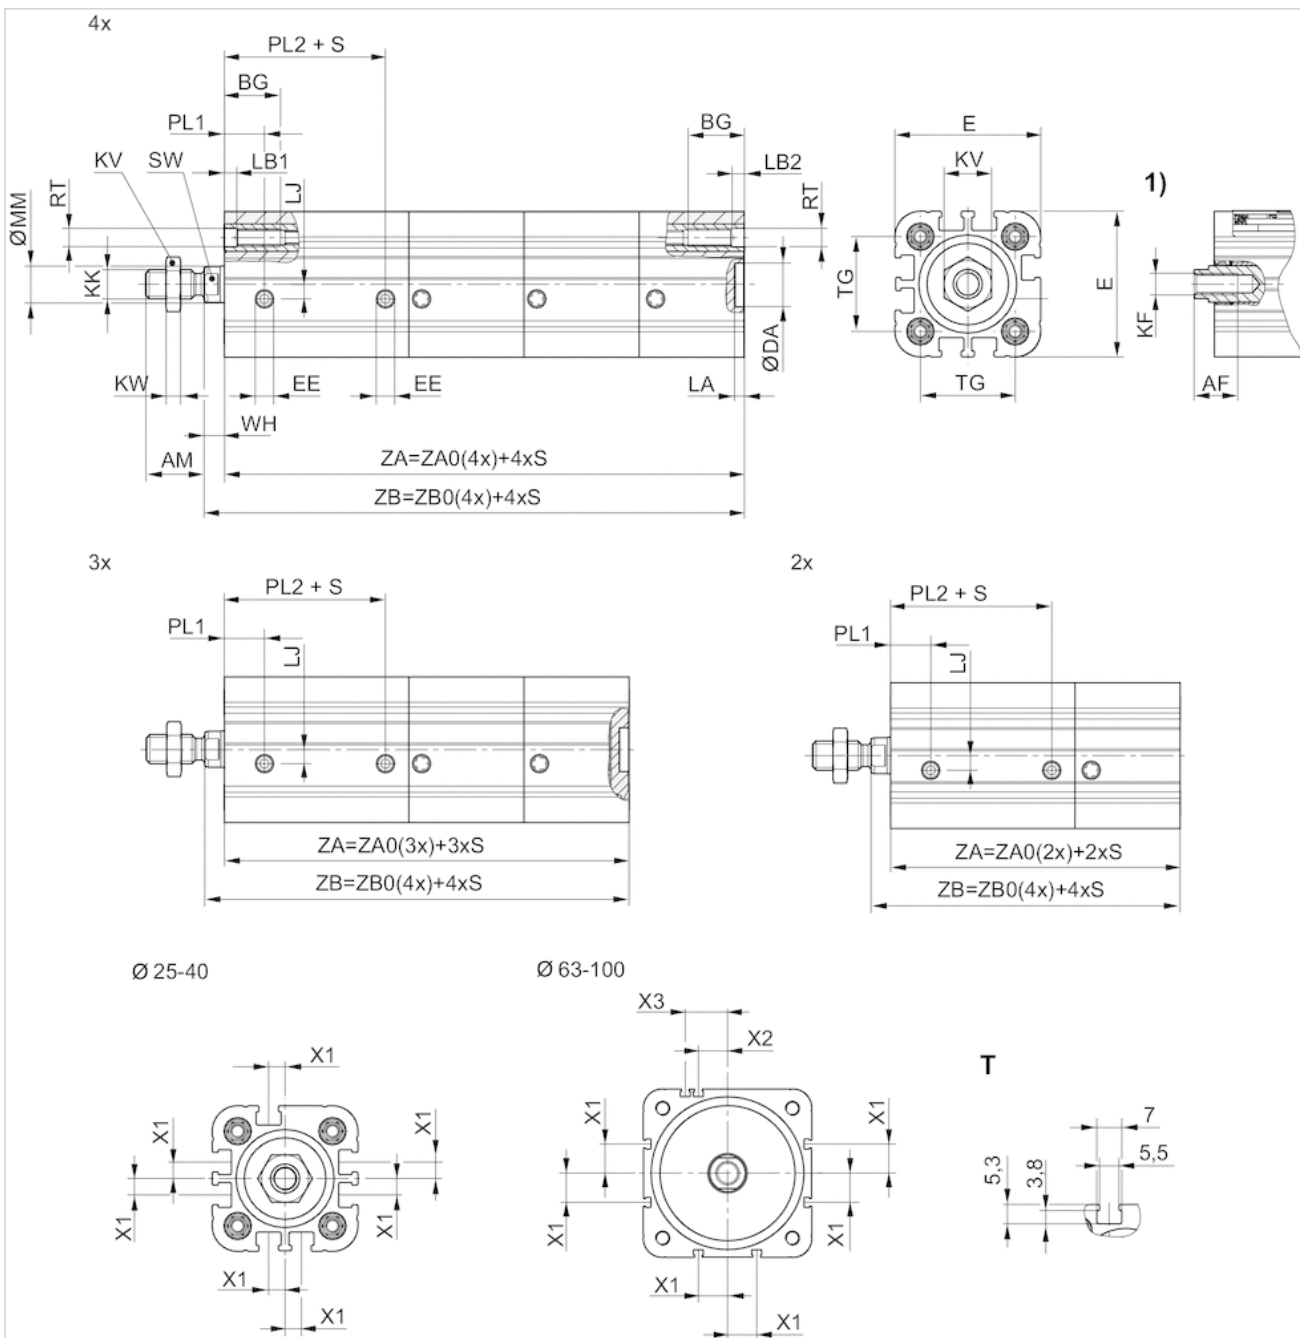 4x
PL2 + S
BG
PL1
BG
E
KV
SW
LB1
LB2
KV
1)
RT
LJ
RT
ØMM
KK
TG
E
KF
ØDA
KW
EE
EE
LA
TG
AF
WH
AM
ZA=ZA0(4x)+4xS
ZB=ZB0(4x)+4xS
3x
2x
PL2 + S
PL2 + S
PL1
LJ
PL1
LJ
ZA=ZA0(3x)+3xS
ZB=ZB0(4x)+4xS
ZA=ZA0(2x)+2xS
ZB=ZB0(4x)+4xS
Ø 25-40
Ø 63-100
X3
X2
X1
T
X1
X1
X1
X1
7
5,5
5,3
3,8
X1
X1
X1
X1
X1
X1
X1
X1